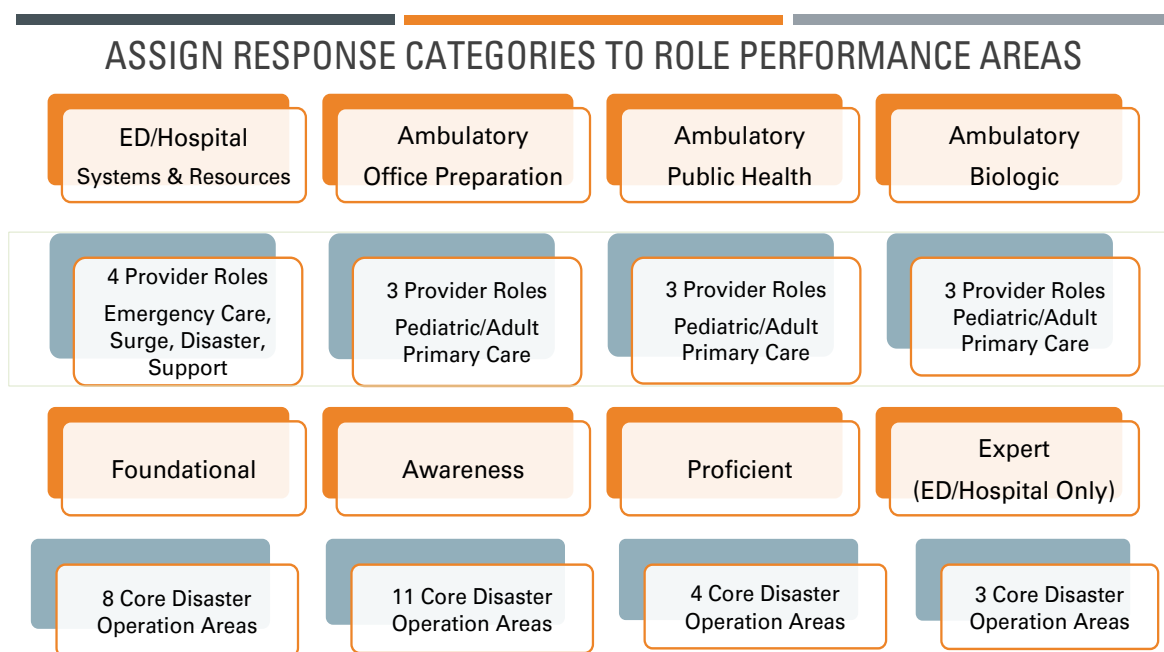 ASSIGN RESPONSE CATEGORIES TO ROLE PERFORMANCE AREAS
ED/Hospital
Systems & Resources
Ambulatory
Office Preparation
Ambulatory
Public Health
Ambulatory
Biologic
4 Provider Roles
Emergency Care,
Surge, Disaster,
Support
3 Provider Roles
Pediatric/Adult
Primary Care
3 Provider Roles
Pediatric/Adult
Primary Care
3 Provider Roles
Pediatric/Adult
Primary Care
Foundational
Awareness
Proficient
Expert
(ED/Hospital Only)
8 Core Disaster
Operation Areas
11 Core Disaster
Operation Areas
4 Core Disaster
Operation Areas
3 Core Disaster
Operation Areas